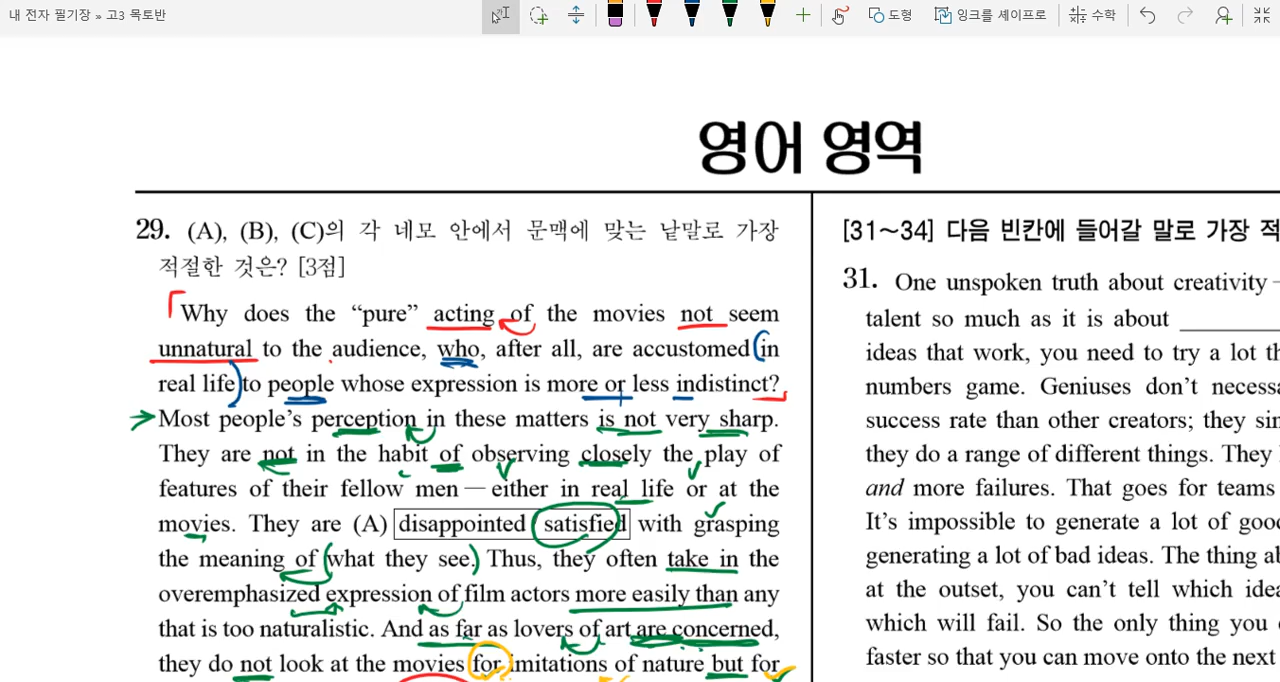 내 전자 필기장 » 고3 목토반
도형
잉크를 셰이프로
수학
영어 영역
29. (A), (B), (C)의 각 네모 안에서 문맥에 맞는 낱말로 가장
적절한 것은? [3점]
Why does the “pure” acting of the movies not seem
unnatural to the audience, who, after all, are accustomed in
real life to people whose expression is more or less indistinct?
Most people’s perception in these matters is not very sharp.
They are not in the habit of observing closely the play of
features of their fellow men — either in real life or at the
movies. They are (A) disappointed satisfied with grasping
the meaning of what they see. Thus, they often take in the
overemphasized expression of film actors more easily than any
that is too naturalistic. And as far as lovers of art are concerned,
they do not look at the movies for imitations of nature but for
[31~34] 다음 빈칸에 들어갈 말로 가장 적
31. One unspoken truth about creativity
talent so much as it is about
ideas that work, you need to try a lot
numbers game. Geniuses don’t
success rate than other creators; they
they do a range of different things. They
and more failures. That goes for teams
It’s impossible to generate a lot of
generating a lot of bad ideas. The thing
at the outset, you can’t tell which
which will fail. So the only thing you
faster so that you can move onto the next